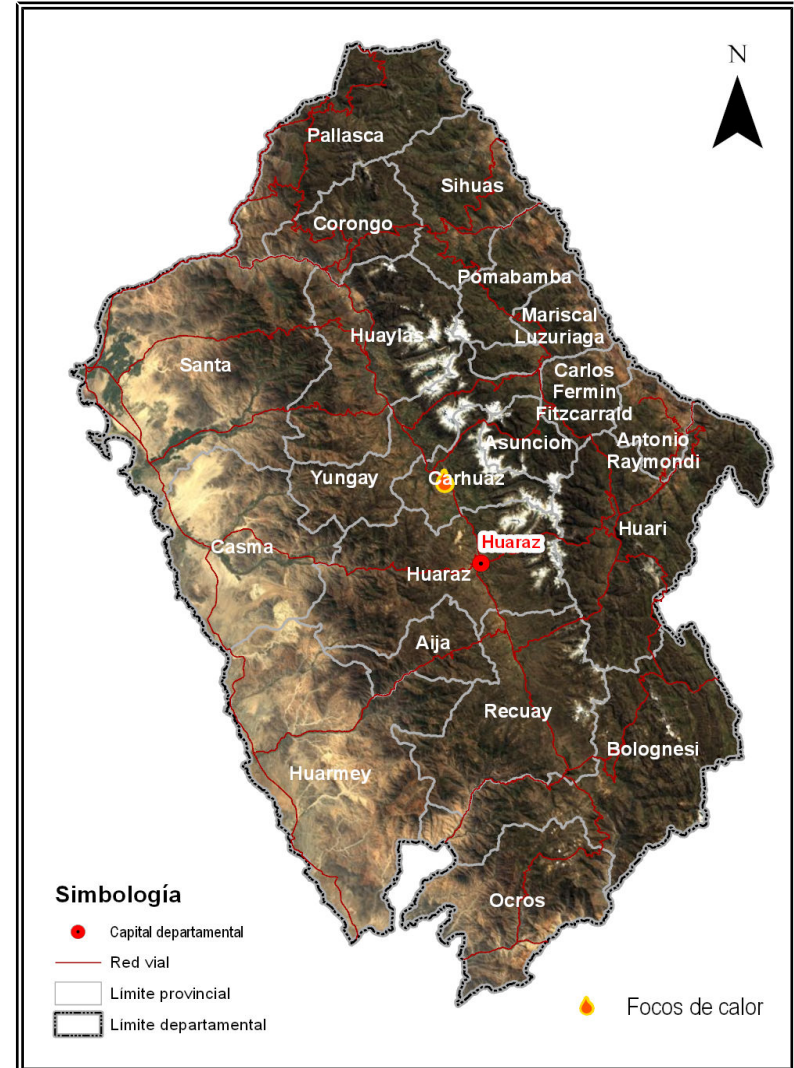 N
Pallasca
Sihuas
Corongo
Pomabamba
Mariscal
Luzuriaga
Huaylas
Santa
Carlos
Fermin
Fitzcarrald
Asuncion
Antonio
Raymondi
Yungay
Carhuaz
Huari
Huaraz
Casma
Huaraz
Aija
Recuay
Bolognesi
Huarmey
Ocros
Simbología
Capital departamental
Red vial
Límite provincial
Límite departamental
Focos de calor